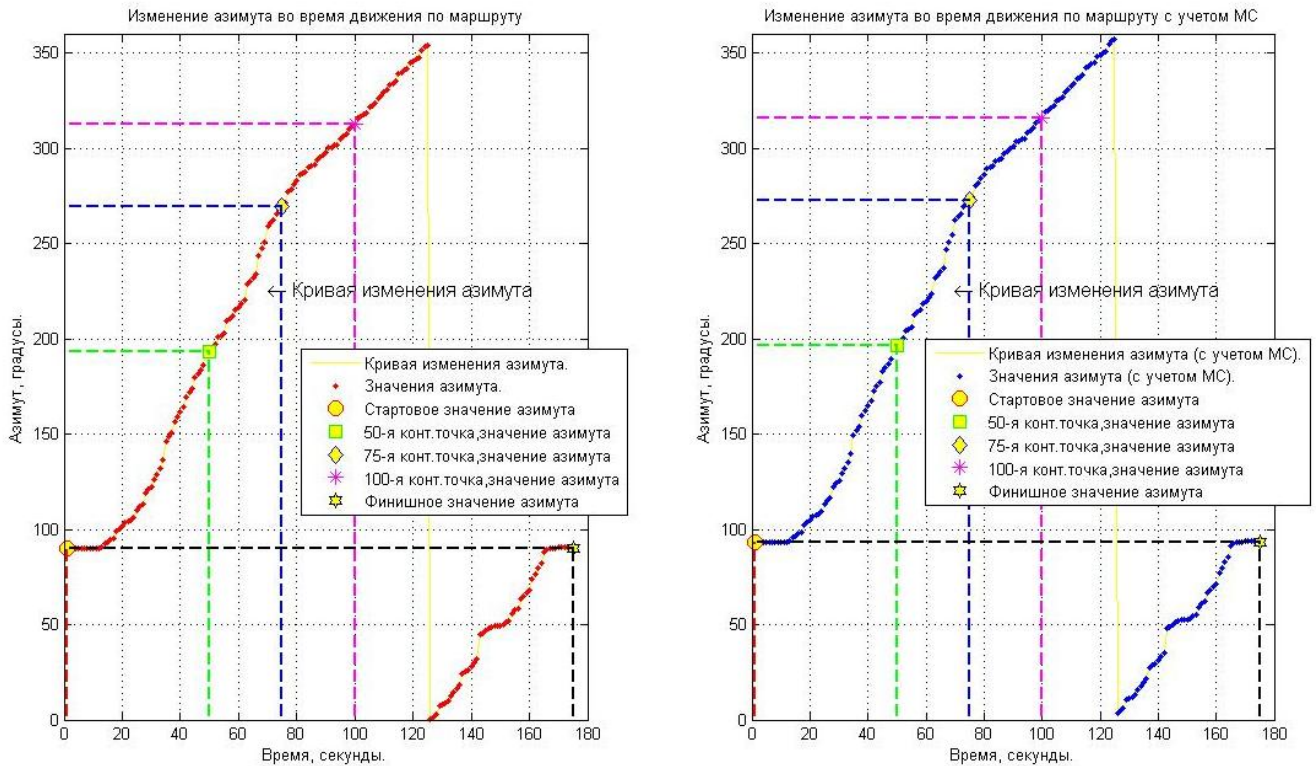 Изменение азимута во время движения по маршруту
350
300
250
200
150
100
50
0
Азимут, градусы.
← Кривая изменения азимута
Кривая изменения азимута.
Значения азимута.
Стартовое значение азимута
50-я конт.точка,значение азимута
75-я конт.точка,значение азимута
100-я конт.точка,значение азимута
Финишное значение азимута
0 20 40 60 80 100 120 140 160 180
Время, секунды.
Изменение азимута во время движения по маршруту с учетом МС
350
300
250
200
150
100
50
0
Азимут, градусы.
← Кривая изменения азимута
Кривая изменения азимута (с учетом МС).
Значения азимута (с учетом МС).
Стартовое значение азимута
50-я конт.точка,значение азимута
75-я конт.точка,значение азимута
100-я конт.точка,значение азимута
Финишное значение азимута
0 20 40 60 80 100 120 140 160 180
Время, секунды.